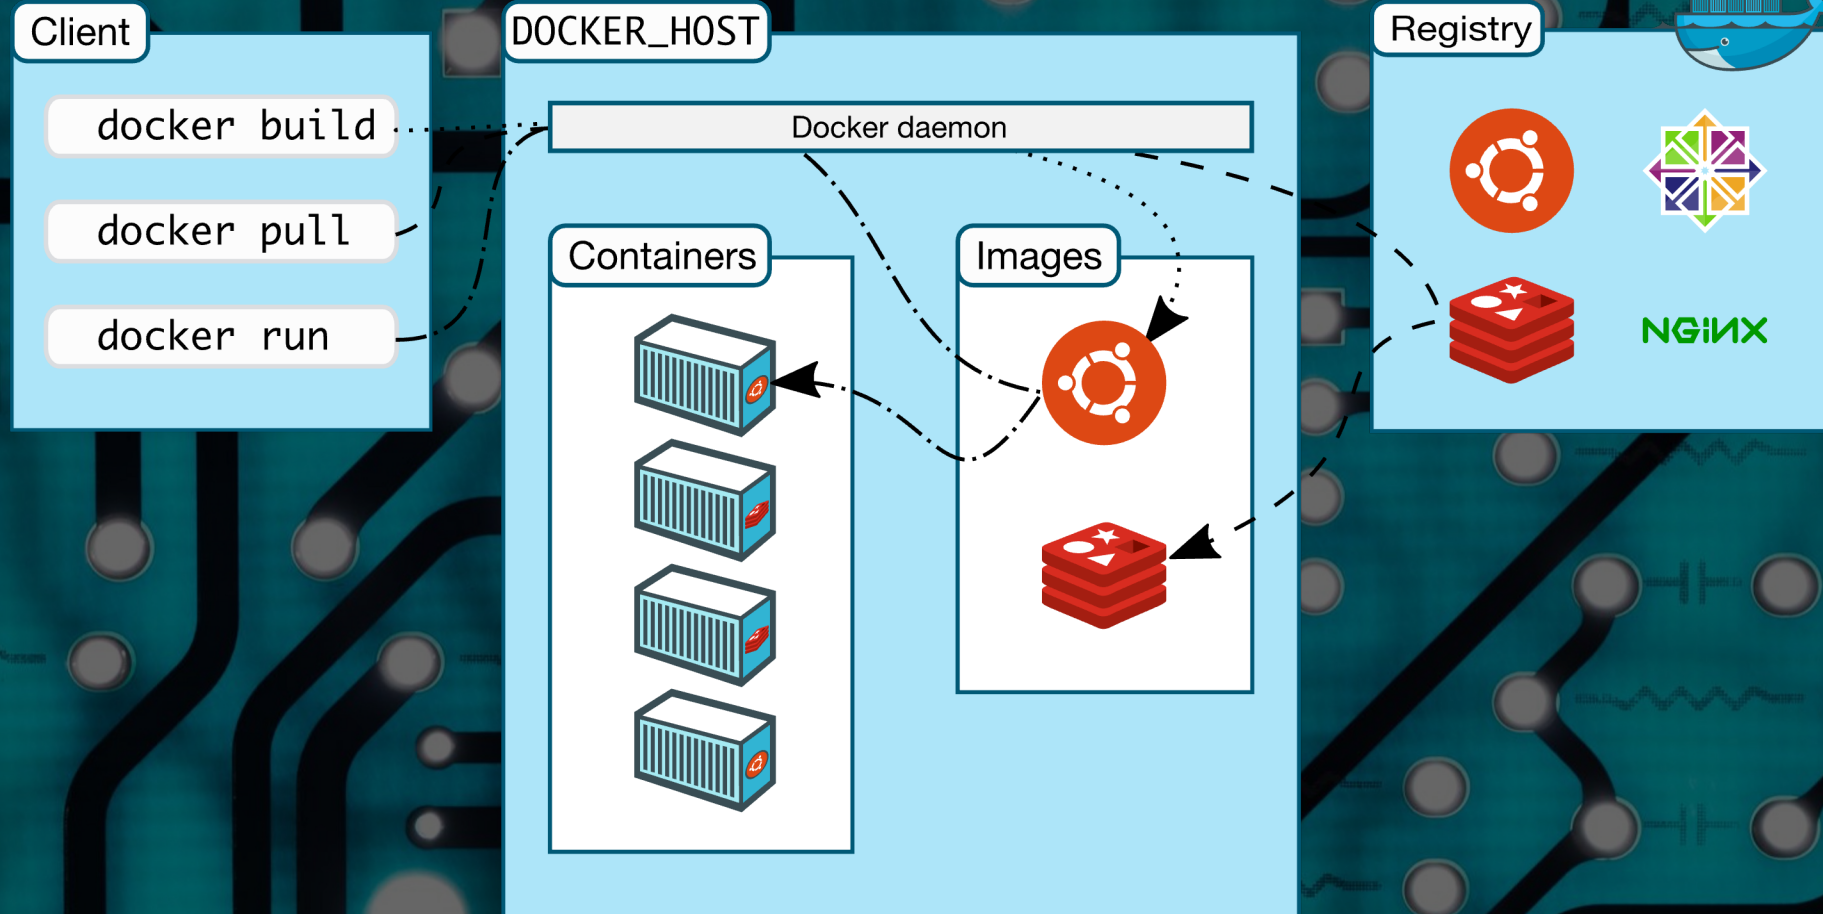 Client
docker build
docker pull
docker run
DOCKER_HOST
Docker daemon
Containers
Images
Registry
NGiNX